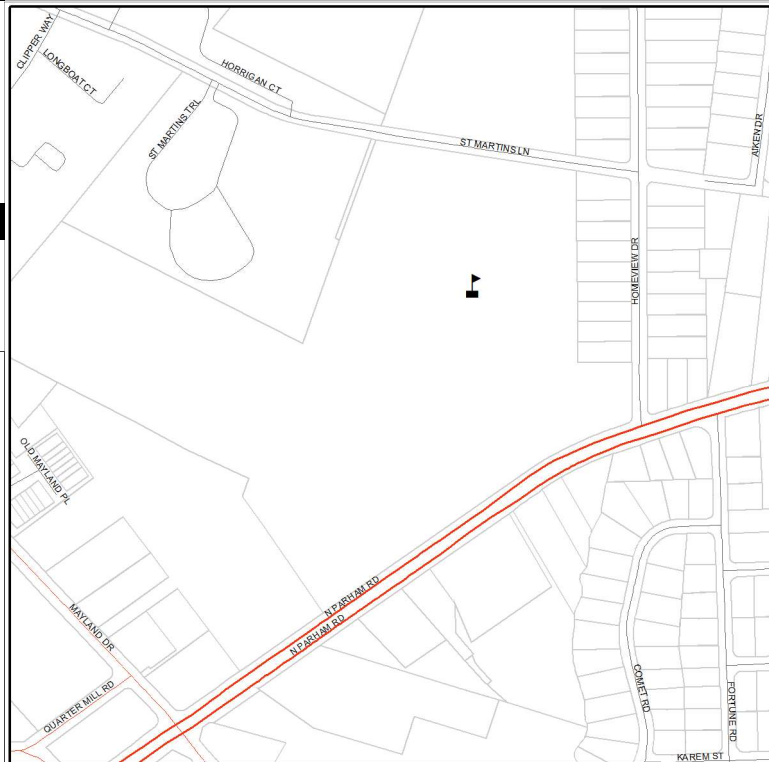 CLIPPER WAY
LONGBOAT CT
HORRIGAN CT
ST MARTINS TRL
ST MARTINS LN
AIKEN DR
HOMEVIEW DR
OLD MAYLAND PL
N PARHAM RD
N PARHAM RD
MAYLAND DR
QUARTER MILL RD
COMET RD
FORTUNE RD
KAREM ST